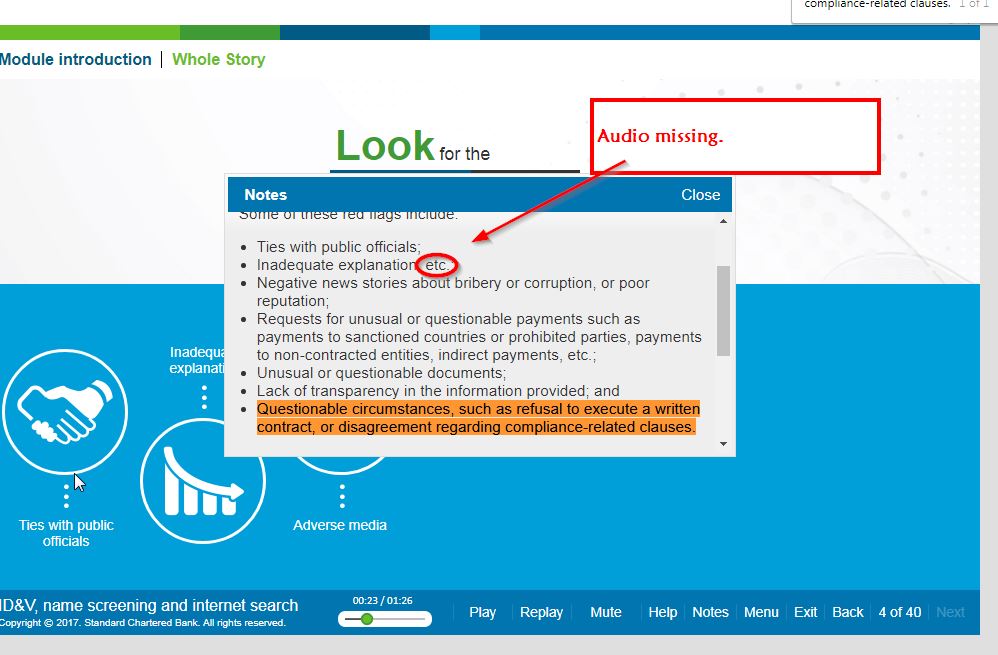 compliance-related clauses. 1 of 1
Module introduction | Whole Story
Look for the
Audio missing.
Notes Close
Some of these red flags include:
• Ties with public officials;
• Inadequate explanation, etc.;
• Negative news stories about bribery or corruption, or poor
reputation;
• Requests for unusual or questionable payments such as
payments to sanctioned countries or prohibited parties, payments
to non-contracted entities, indirect payments, etc.;
• Unusual or questionable documents;
• Lack of transparency in the information provided; and
• Questionable circumstances, such as refusal to execute a written
contract, or disagreement regarding compliance-related clauses.
Ties with public
officials
Adverse media
ID&V, name screening and internet search
Copyright © 2017. Standard Chartered Bank. All rights reserved.
00:23 / 01:26
Play Replay Mute Help Notes Menu Exit Back 4 of 40 Next